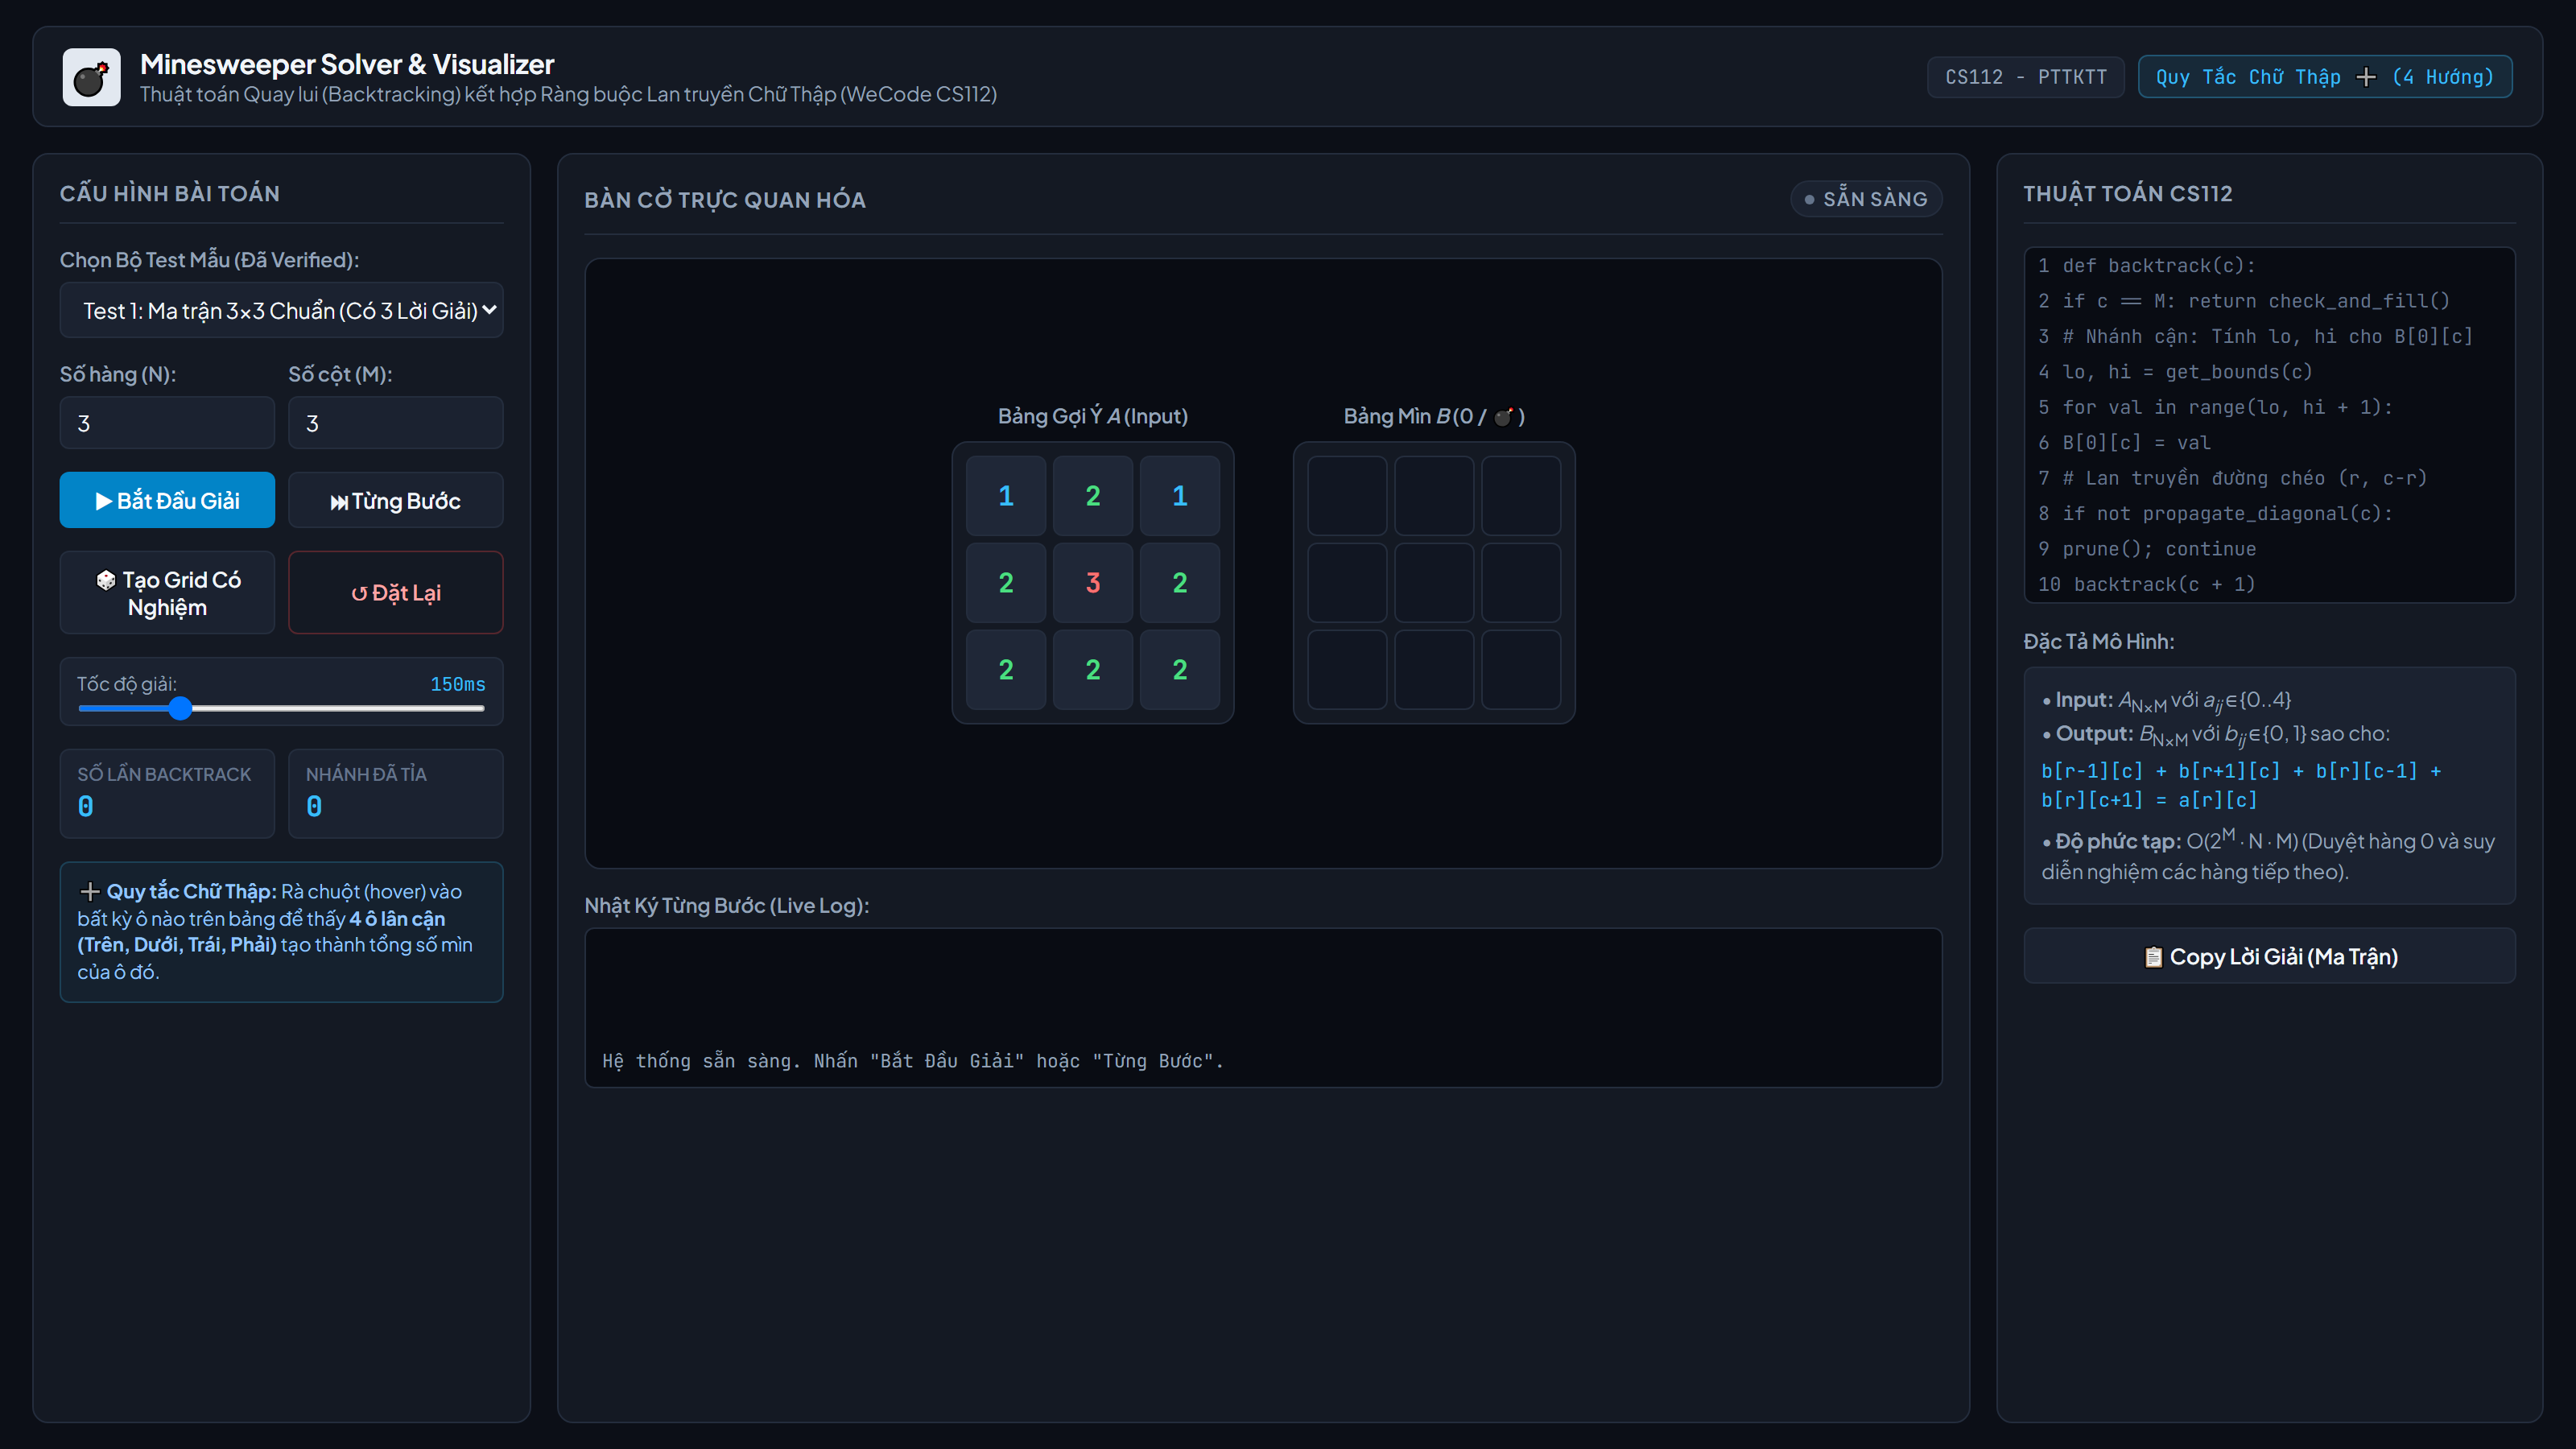 Minesweeper Solver & Visualizer
Thuật toán Quay lui (Backtracking) kết hợp Ràng buộc Lan truyền Chữ Thập (WeCode CS112)
CS112 - PTTKTT
Quy Tắc Chữ Thập ➕ (4 Hướng)
CẤU HÌNH BÀI TOÁN
Chọn Bộ Test Mẫu (Đã Verified):
Test 1: Ma trận 3×3 Chuẩn (Có 3 Lời Giải)
Số hàng (N): Số cột (M):
3 3
▶ Bắt Đầu Giải ⏭ Từng Bước
🎲 Tạo Grid Có
Nghiệm
↺ Đặt Lại
Tốc độ giải: 150ms
SỐ LẦN BACKTRACK
0
NHÁNH ĐÃ TỈA
0
➕ Quy tắc Chữ Thập: Rà chuột (hover) vào
bất kỳ ô nào trên bảng để thấy 4 ô lân cận
(Trên, Dưới, Trái, Phải) tạo thành tổng số mìn
của ô đó.
BÀN CỜ TRỰC QUAN HÓA
● SẴN SÀNG
Bảng Gợi Ý A (Input)
1 2 1
2 3 2
2 2 2
Bảng Mìn B (0 / 💣 )
Nhật Ký Từng Bước (Live Log):
Hệ thống sẵn sàng. Nhấn "Bắt Đầu Giải" hoặc "Từng Bước".
THUẬT TOÁN CS112
1 def backtrack(c):
2 if c == M: return check_and_fill()
3 # Nhánh cận: Tính lo, hi cho B[0][c]
4 lo, hi = get_bounds(c)
5 for val in range(lo, hi + 1):
6 B[0][c] = val
7 # Lan truyền đường chéo (r, c-r)
8 if not propagate_diagonal(c):
9 prune(); continue
10 backtrack(c + 1)
Đặc Tả Mô Hình:
• Input: A N×M với a ij ∈ {0..4}
• Output: B N×M với b ij ∈ {0, 1} sao cho:
b[r-1][c] + b[r+1][c] + b[r][c-1] +
b[r][c+1] = a[r][c]
• Độ phức tạp: O(2^M · N · M) (Duyệt hàng 0 và suy
diễn nghiệm các hàng tiếp theo).
📋 Copy Lời Giải (Ma Trận)